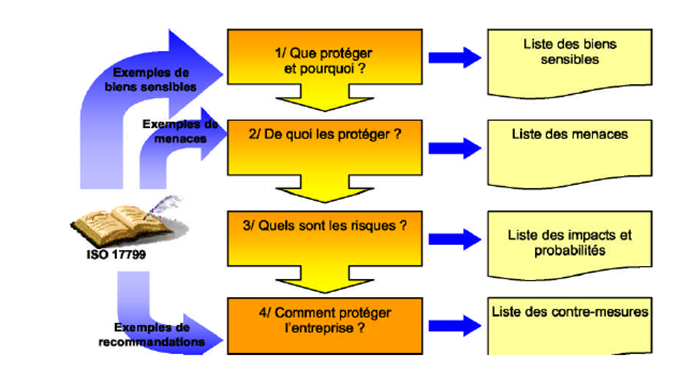 1/ Que protéger
et pourquoi ?
Liste des biens
sensibles
Exemples de
biens sensibles
Exemples de
menaces
2/ De quoi les protéger ?
Liste des menaces
3/ Quels sont les risques ?
Liste des impacts et
probabilités
ISO 17799
4/ Comment protéger
l'entreprise ?
Liste des contre-mesures
Exemples de
recommandations